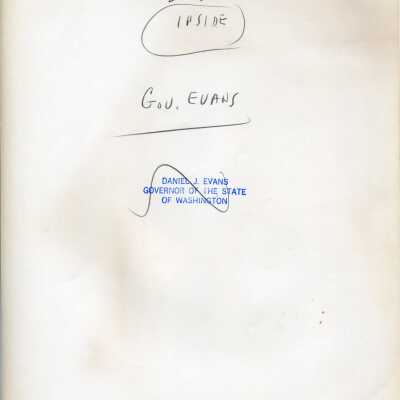 INSIDE
GOV. EVANS
DANIEL J. EVANS
GOVERNOR OF THE STATE
OF WASHINGTON